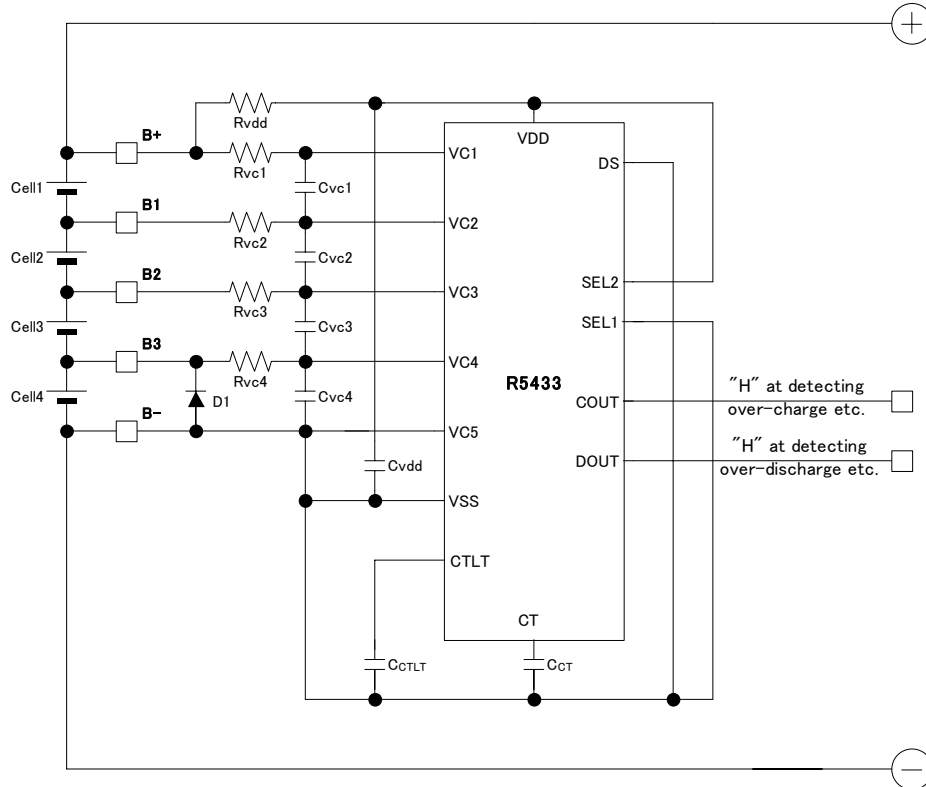 +
Rvdd
VDD
B+
Rvc1
VC1
DS
Cell1
Cvc1
B1
Rvc2
VC2
Cell2
Cvc2
B2
Rvc3
VC3
SEL2
Cell3
Cvc3
SEL1
B3
Rvc4
VC4
R5433
Cell4
D1
Cvc4
COUT
"H" at detecting
over-charge etc.
B-
VC5
DOUT
"H" at detecting
over-discharge etc.
Cvdd
VSS
CTLT
CT
CCTLT
CCT
−